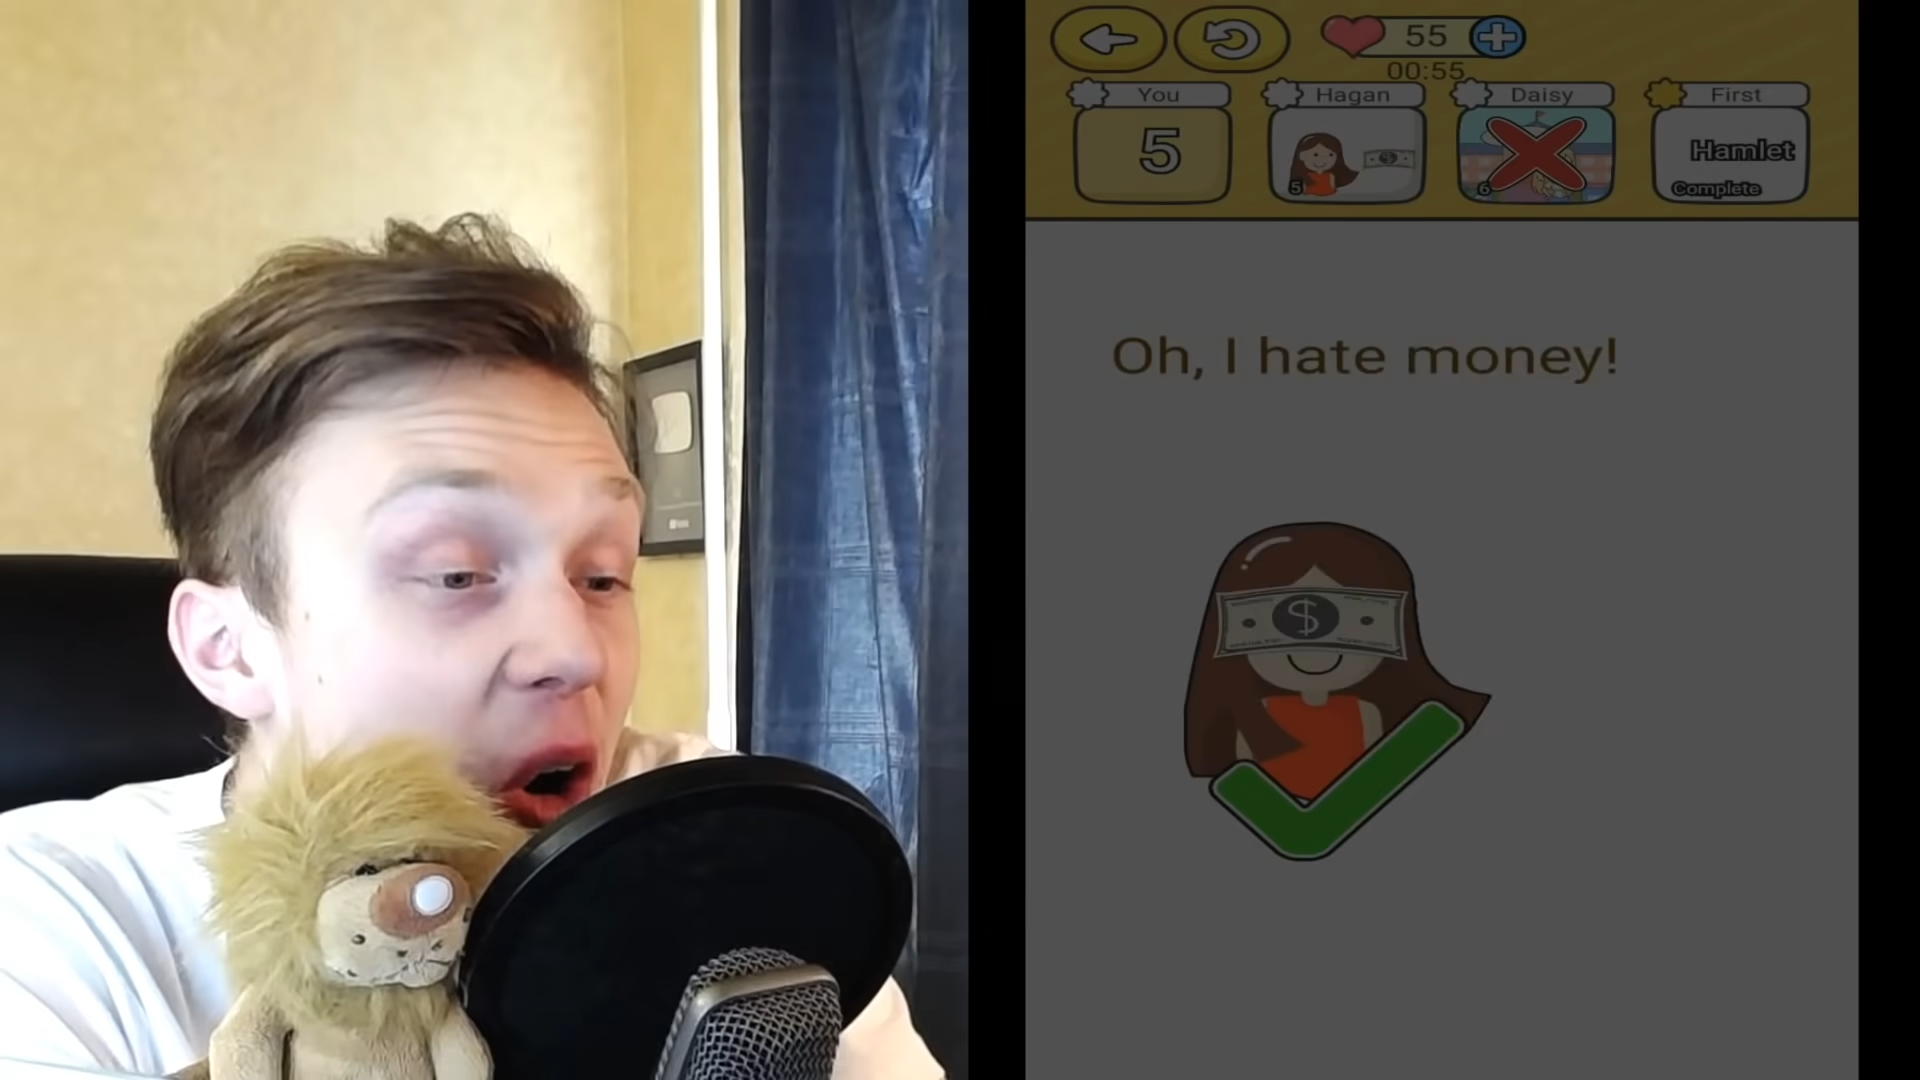 55
00:55
You
Hagan
Daisy
First
5
5
6
Hamlet
Complete
Oh, I hate money!
$